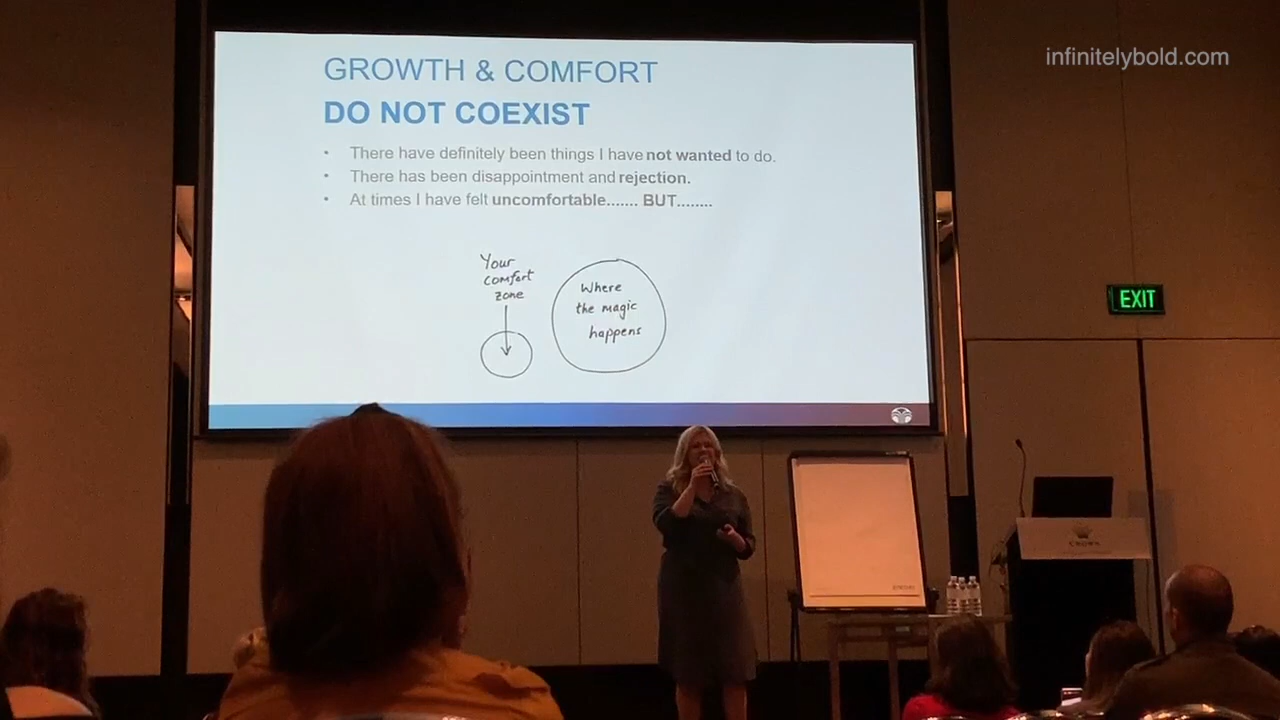 infinitelybold.com
GROWTH & COMFORT
DO NOT COEXIST
• There have definitely been things I have not wanted to do.
• There has been disappointment and rejection.
• At times I have felt uncomfortable....... BUT........
Your
comfort
zone
Where
the magic
happens
EXIT
CROWN